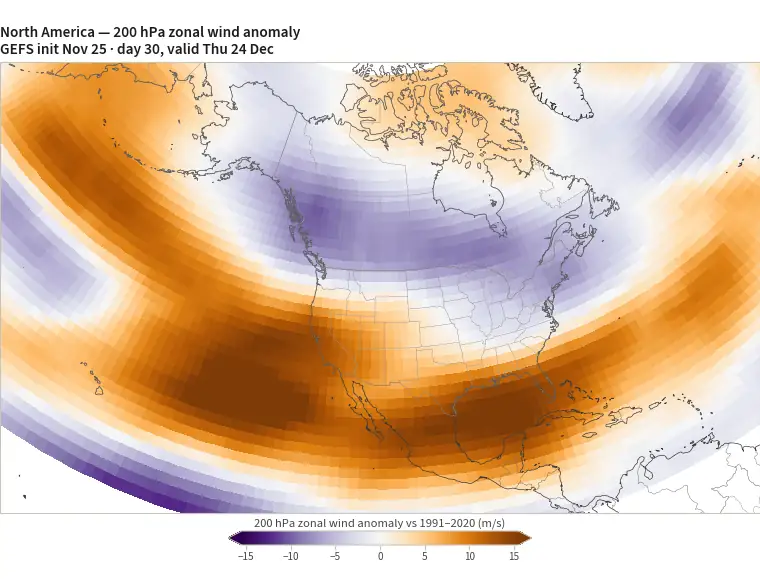 North America — 200 hPa zonal wind anomaly
GEFS init Nov 25 · day 30, valid Thu 24 Dec
200 hPa zonal wind anomaly vs 1991–2020 (m/s)
−15 −10 −5 0 5 10 15